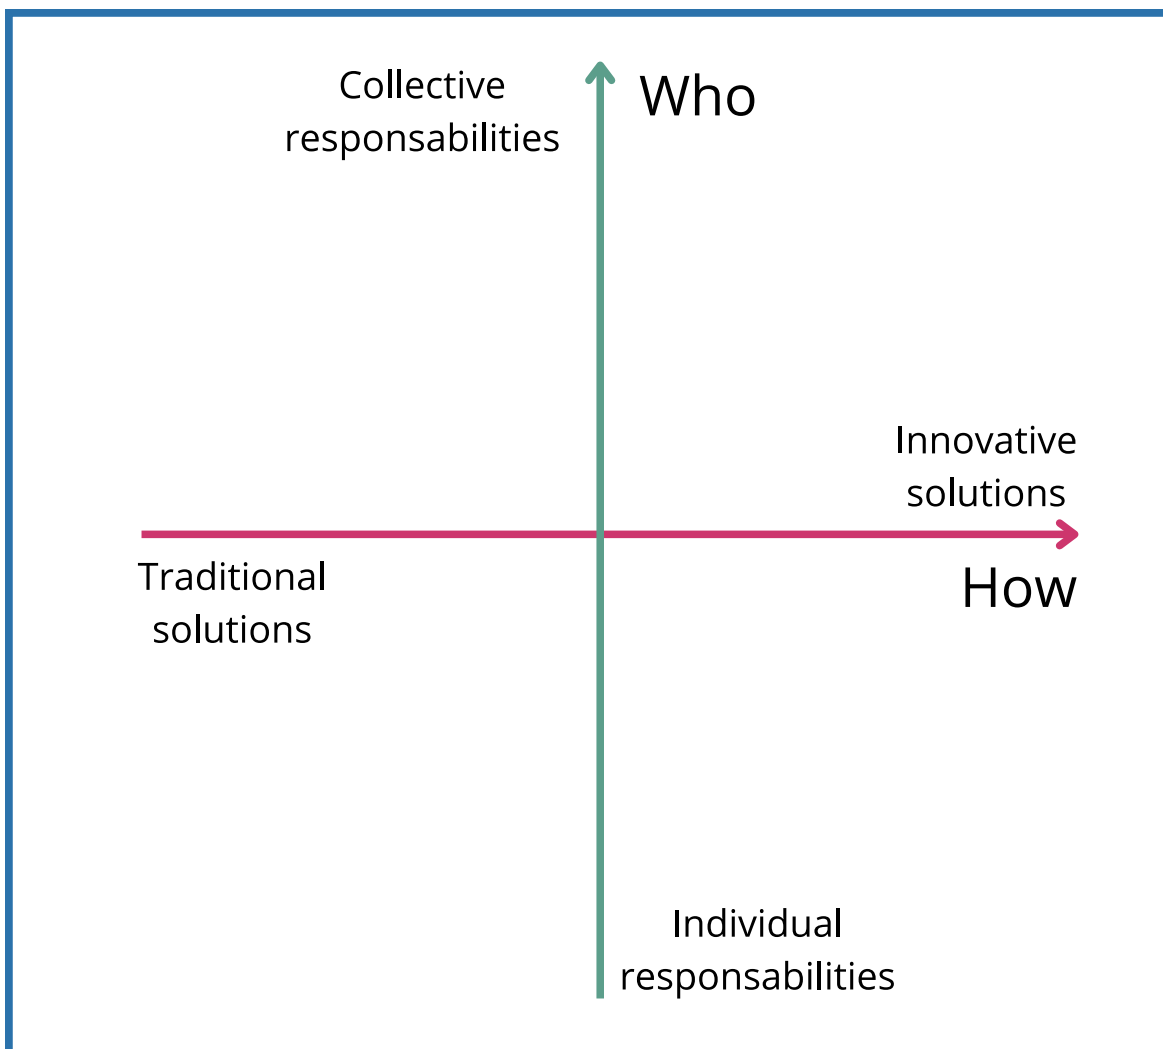 Collective
responsabilities
Who
Innovative
solutions
How
Traditional
solutions
Individual
responsabilities